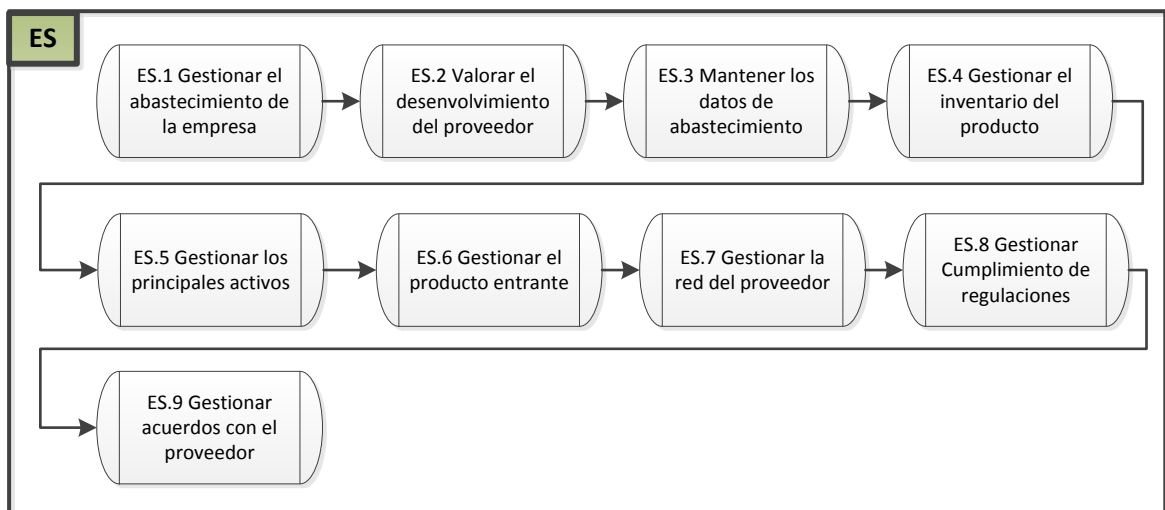 ES
ES.1 Gestionar el
abastecimiento de
la empresa
ES.2 Valorar el
desenvolvimiento
del proveedor
ES.3 Mantener los
datos de
abastecimiento
ES.4 Gestionar el
inventario del
producto
ES.5 Gestionar los
principales activos
ES.6 Gestionar el
producto entrante
ES.7 Gestionar la
red del proveedor
ES.8 Gestionar
Cumplimiento de
regulaciones
ES.9 Gestionar
acuerdos con el
proveedor